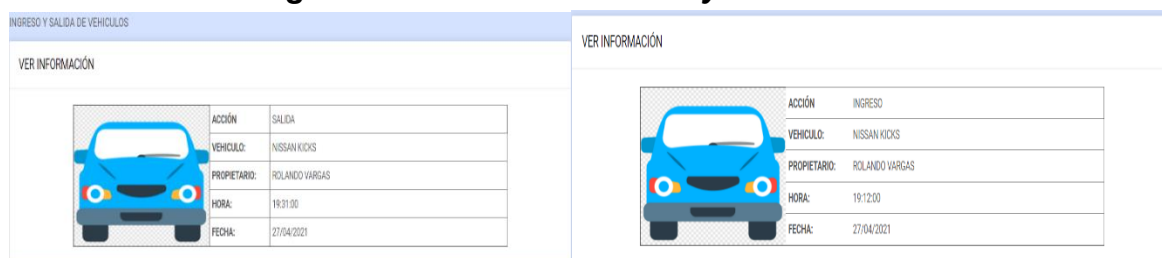 INGRESO Y SALIDA DE VEHICULOS
VER INFORMACIÓN
ACCIÓN SALIDA
VEHICULO: NISSAN KICKS
PROPIETARIO: ROLANDO VARGAS
HORA: 19:31:00
FECHA: 27/04/2021
VER INFORMACIÓN
ACCIÓN INGRESO
VEHICULO: NISSAN KICKS
PROPIETARIO: ROLANDO VARGAS
HORA: 19:12:00
FECHA: 27/04/2021